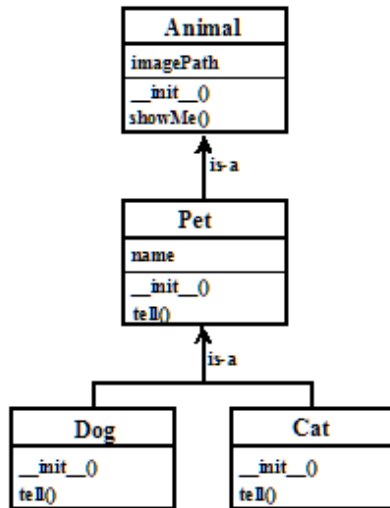 Animal
imagePath
__init__()
showMe()
is-a
Pet
name
__init__()
tell()
is-a
Dog
__init__()
tell()
Cat
__init__()
tell()